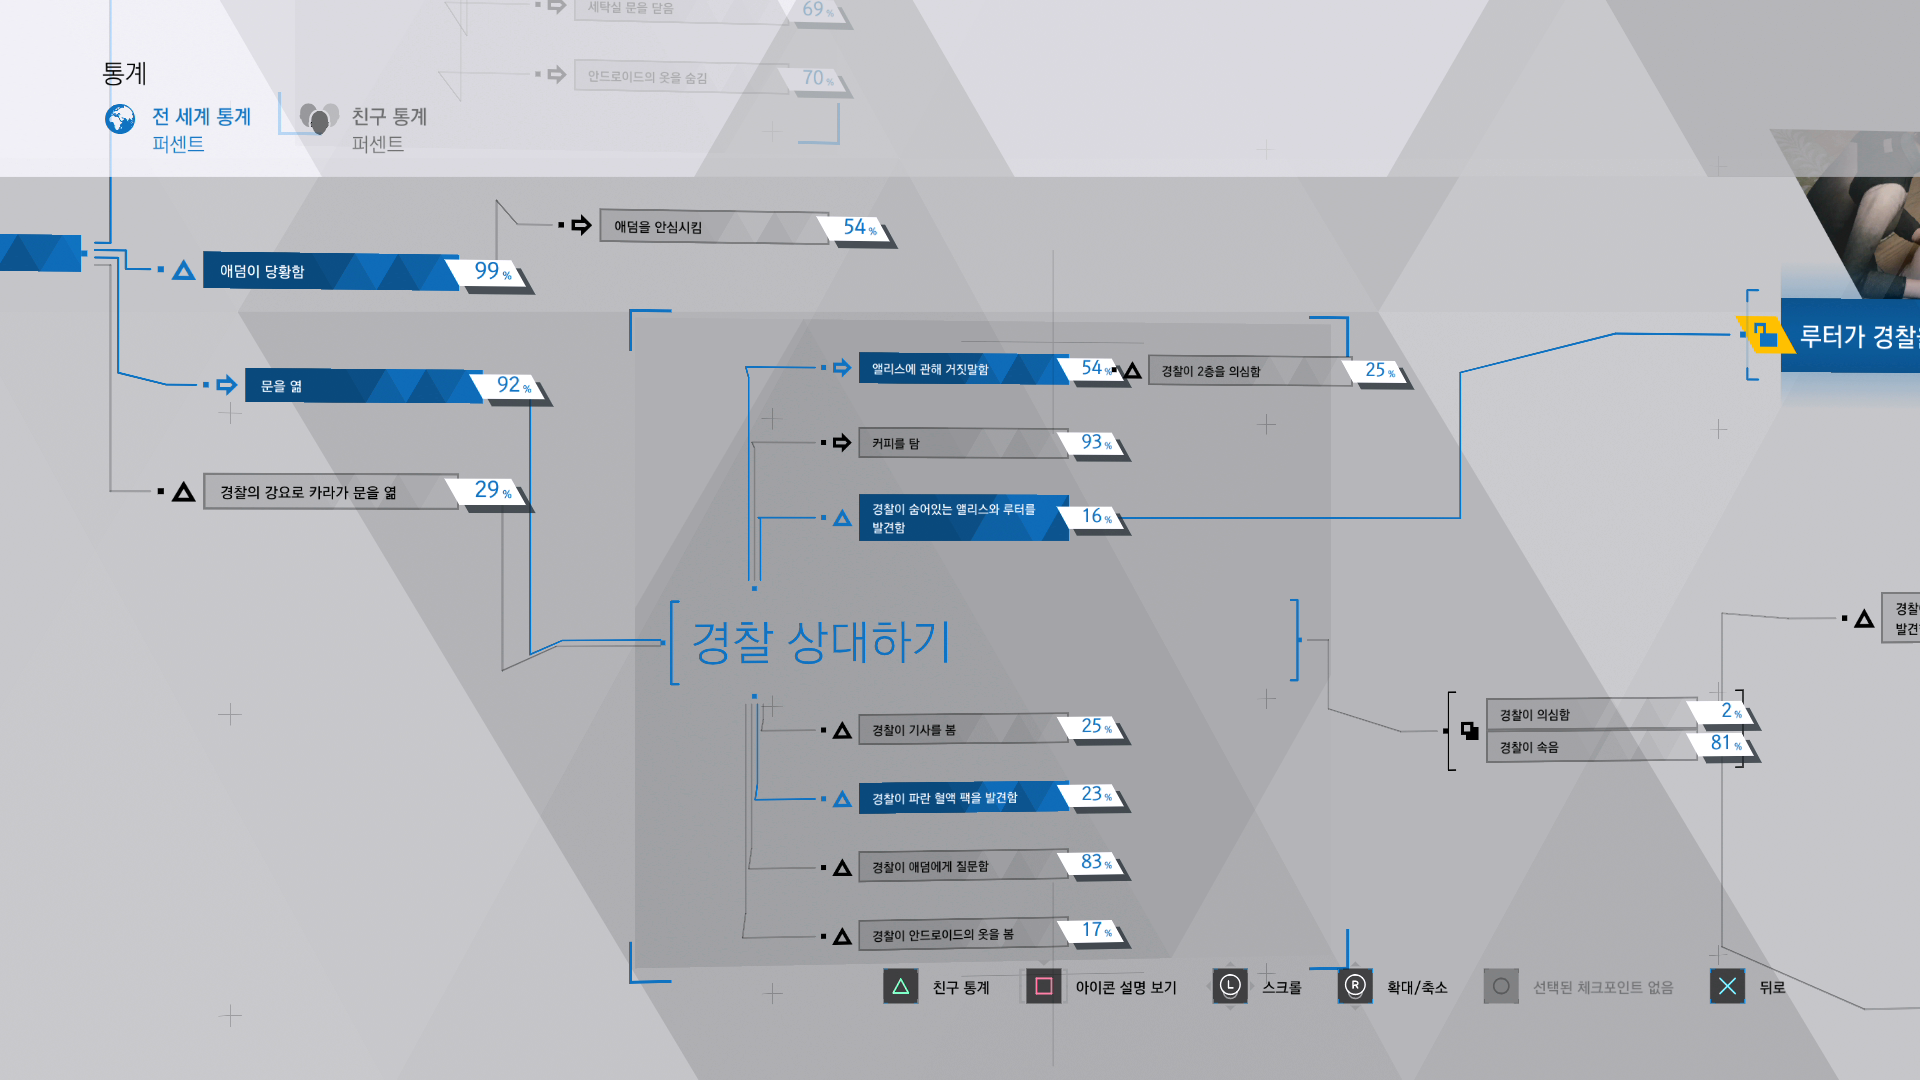 세탁실 문을 닫음
69%
안드로이드의 옷을 숨김
70%
통계
전 세계 통계
퍼센트
친구 통계
퍼센트
애덤을 안심시킴
54%
애덤이 당황함
99%
루터가 경찰을
앨리스에 관해 거짓말함
54%
경찰이 2층을 의심함
25%
문을 엶
92%
커피를 탐
93%
경찰의 강요로 카라가 문을 엶
29%
경찰이 숨어있는 앨리스와 루터를
발견함
16%
경찰 상대하기
경찰이
발견
경찰이 의심함
2%
경찰이 속음
81%
경찰이 기사를 봄
25%
경찰이 파란 혈액 팩을 발견함
23%
경찰이 애덤에게 질문함
83%
경찰이 안드로이드의 옷을 봄
17%
친구 통계
아이콘 설명 보기
L 스크롤
R 확대/축소
선택된 체크포인트 없음
뒤로